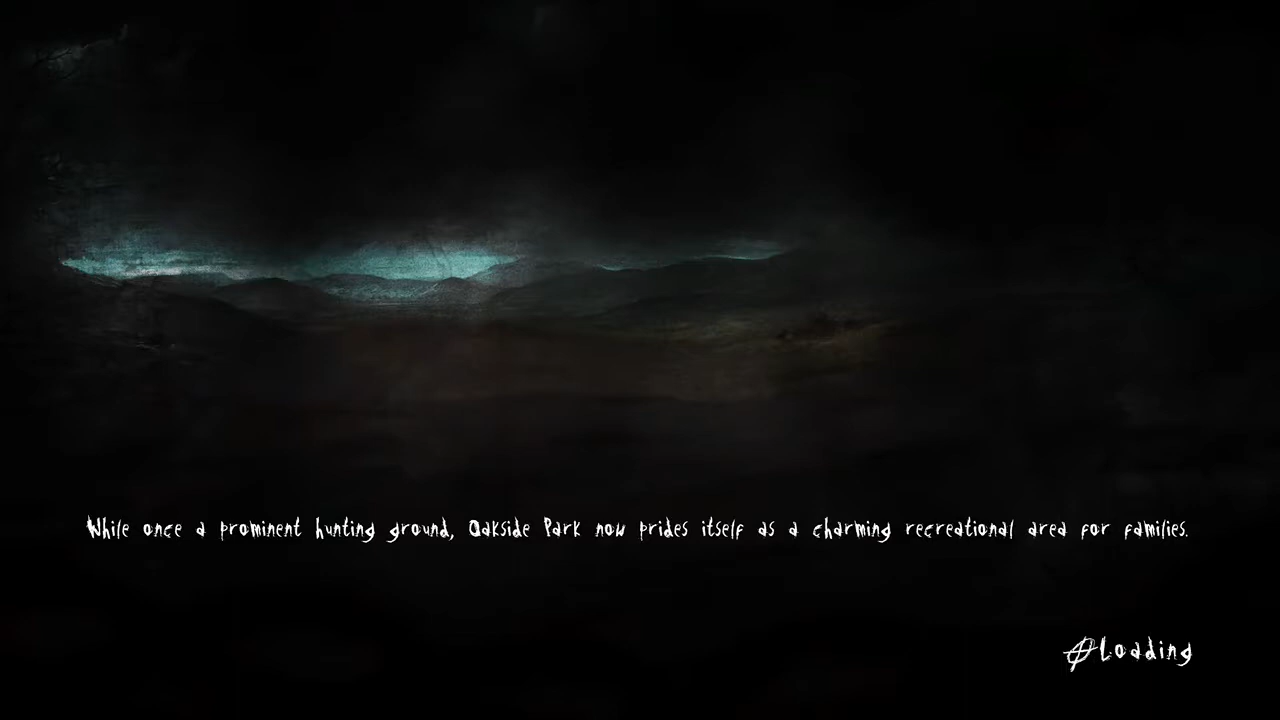 While once a prominent hunting ground, Oakside Park now prides itself as a charming recreational area for families.
Loading